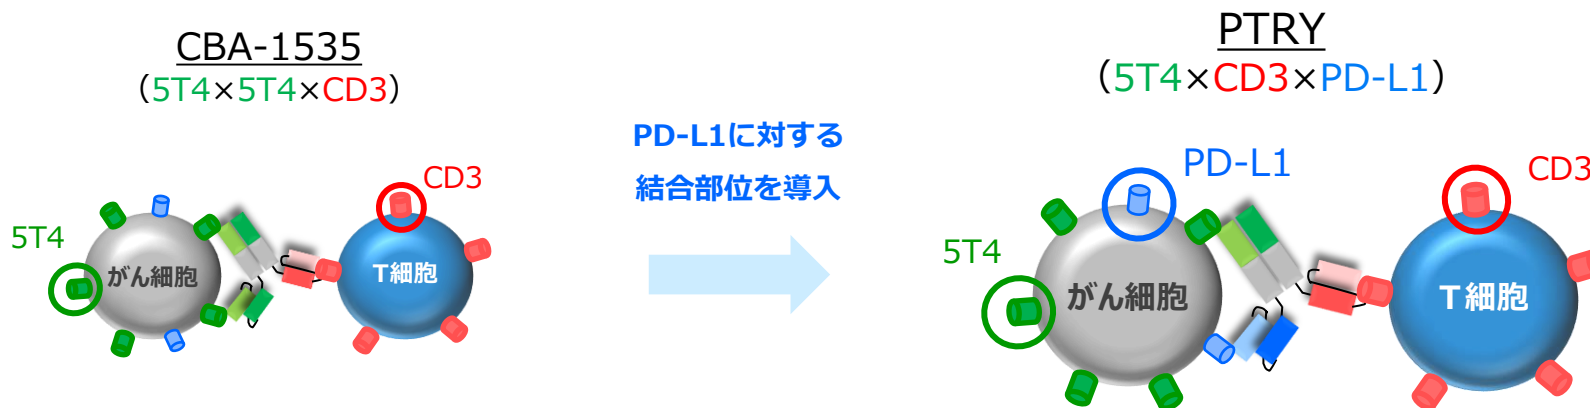 CBA-1535
（5T4×5T4×CD3）
CD3
5T4
がん細胞
T細胞
PD-L1に対する
結合部位を導入
PTRY
（5T4×CD3×PD-L1）
PD-L1
CD3
5T4
がん細胞
T細胞